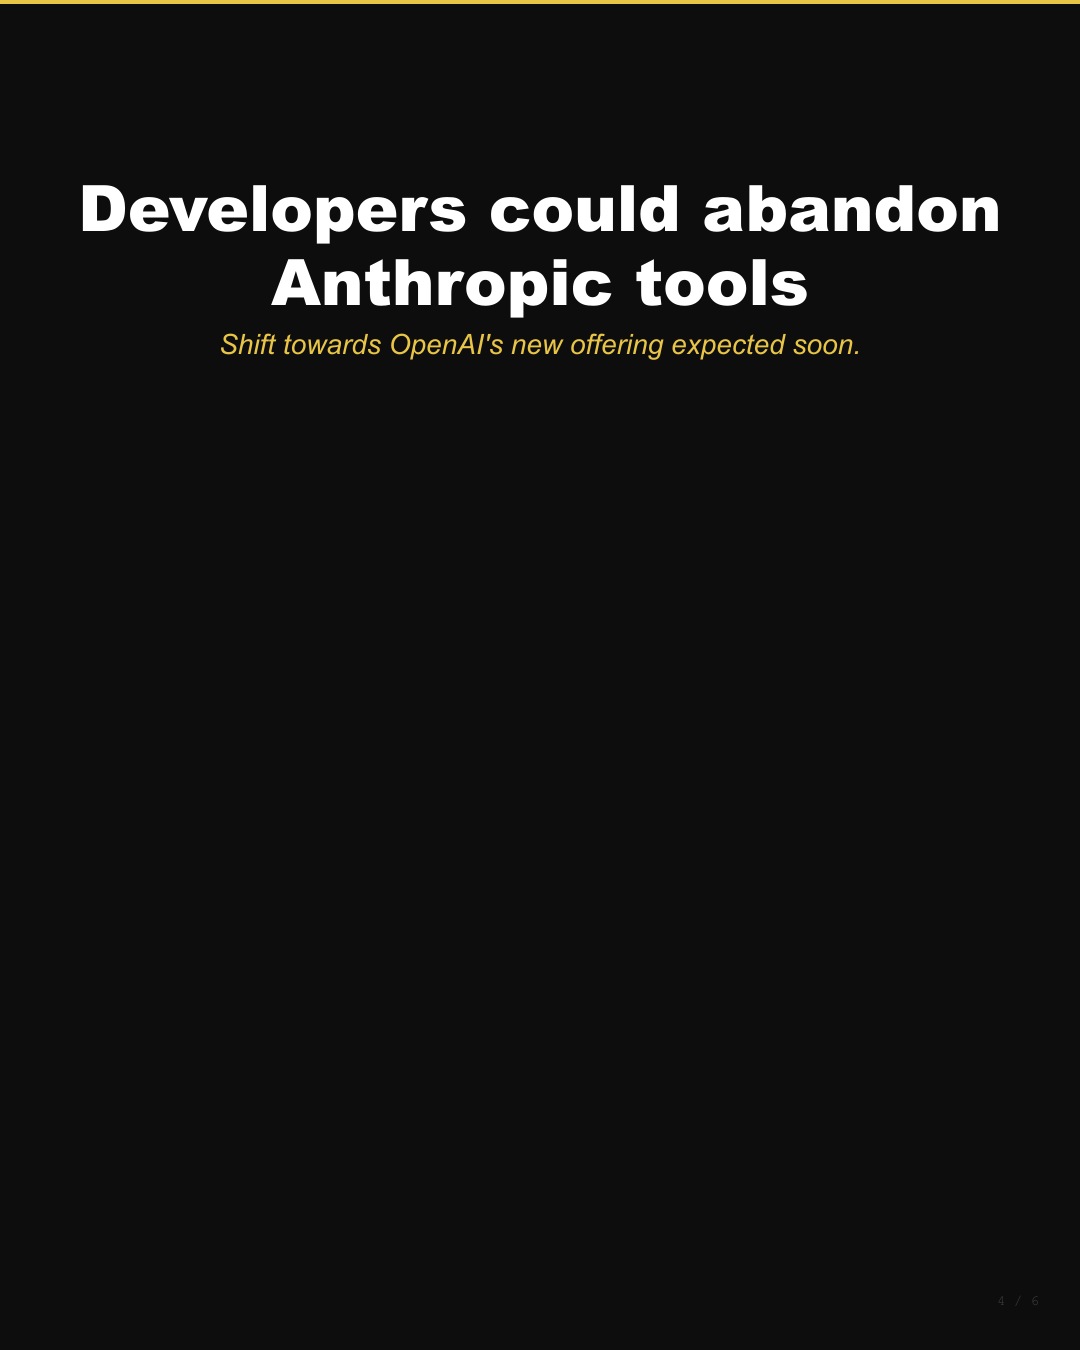 Developers could abandon
Anthropic tools
Shift towards OpenAI's new offering expected soon.
4 / 6